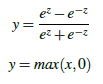 y = (e^z − e^−z) / (e^z + e^−z)
y = max(x, 0)